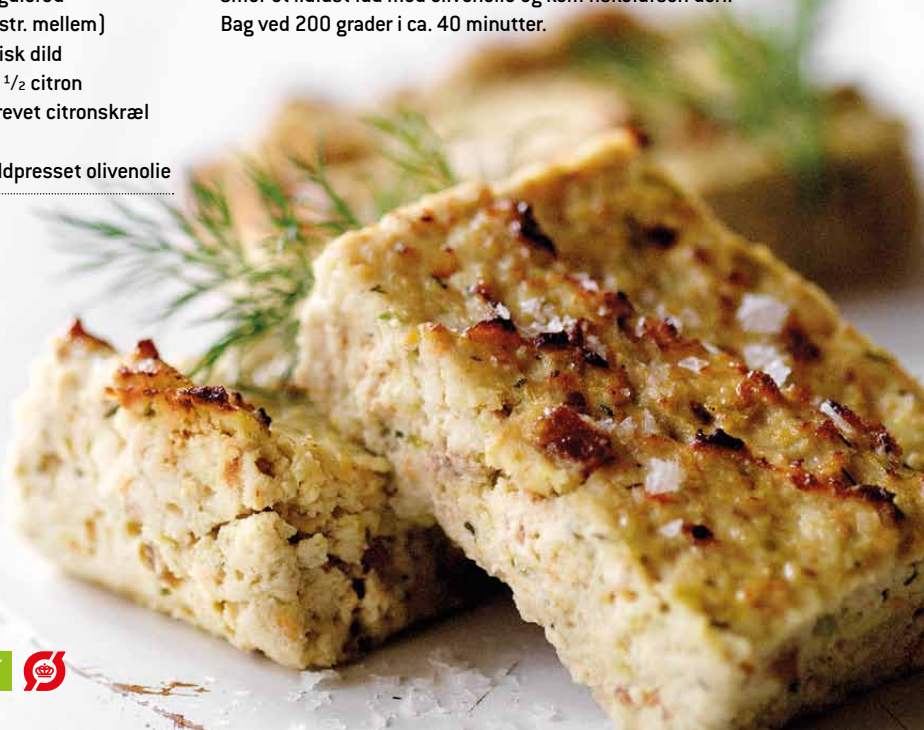 str. mellem)
isk dild
1/2 citron
revet citronskræl
ldpresset olivenolie
Bag ved 200 grader i ca. 40 minutter.